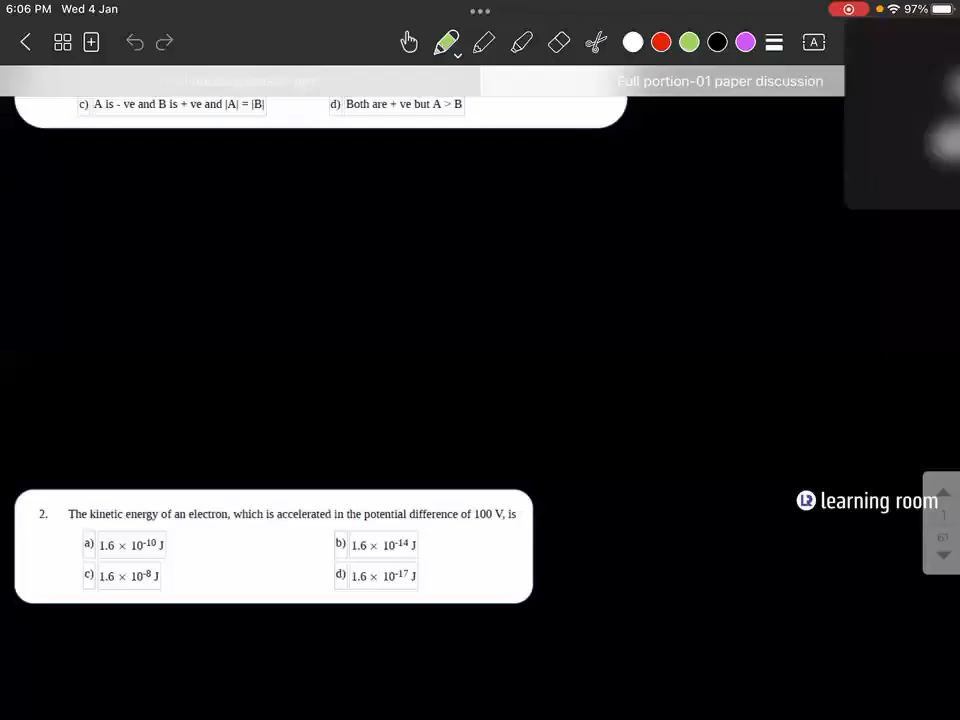 6:06 PM Wed 4 Jan
97%
A
Full portion-01 paper discussion
c) A is - ve and B is + ve and |A| = |B|
d) Both are + ve but A > B
learning room
1
67
2. The kinetic energy of an electron, which is accelerated in the potential difference of 100 V, is
a) 1.6 × 10⁻¹⁰ J
b) 1.6 × 10⁻¹⁴ J
c) 1.6 × 10⁻⁸ J
d) 1.6 × 10⁻¹⁷ J